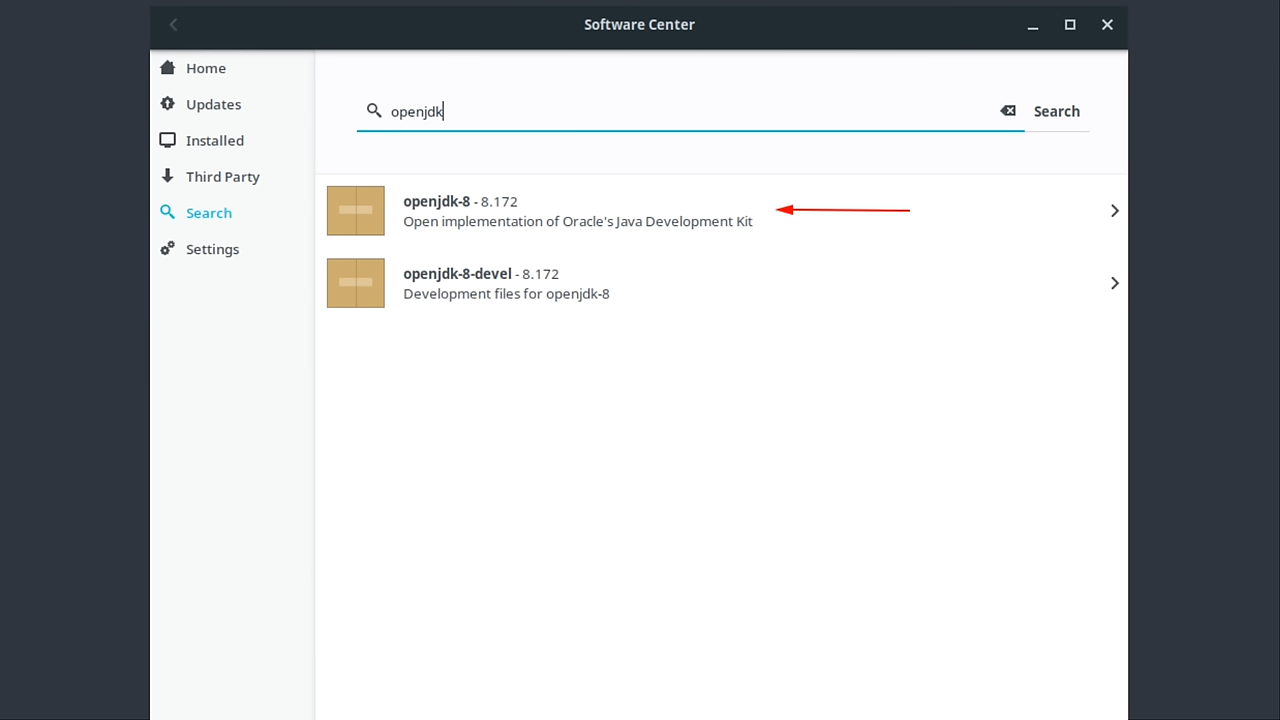 Software Center
Home
Updates
Installed
Third Party
Search
Settings
openjdk
Search
openjdk-8 - 8.172
Open implementation of Oracle's Java Development Kit
openjdk-8-devel - 8.172
Development files for openjdk-8